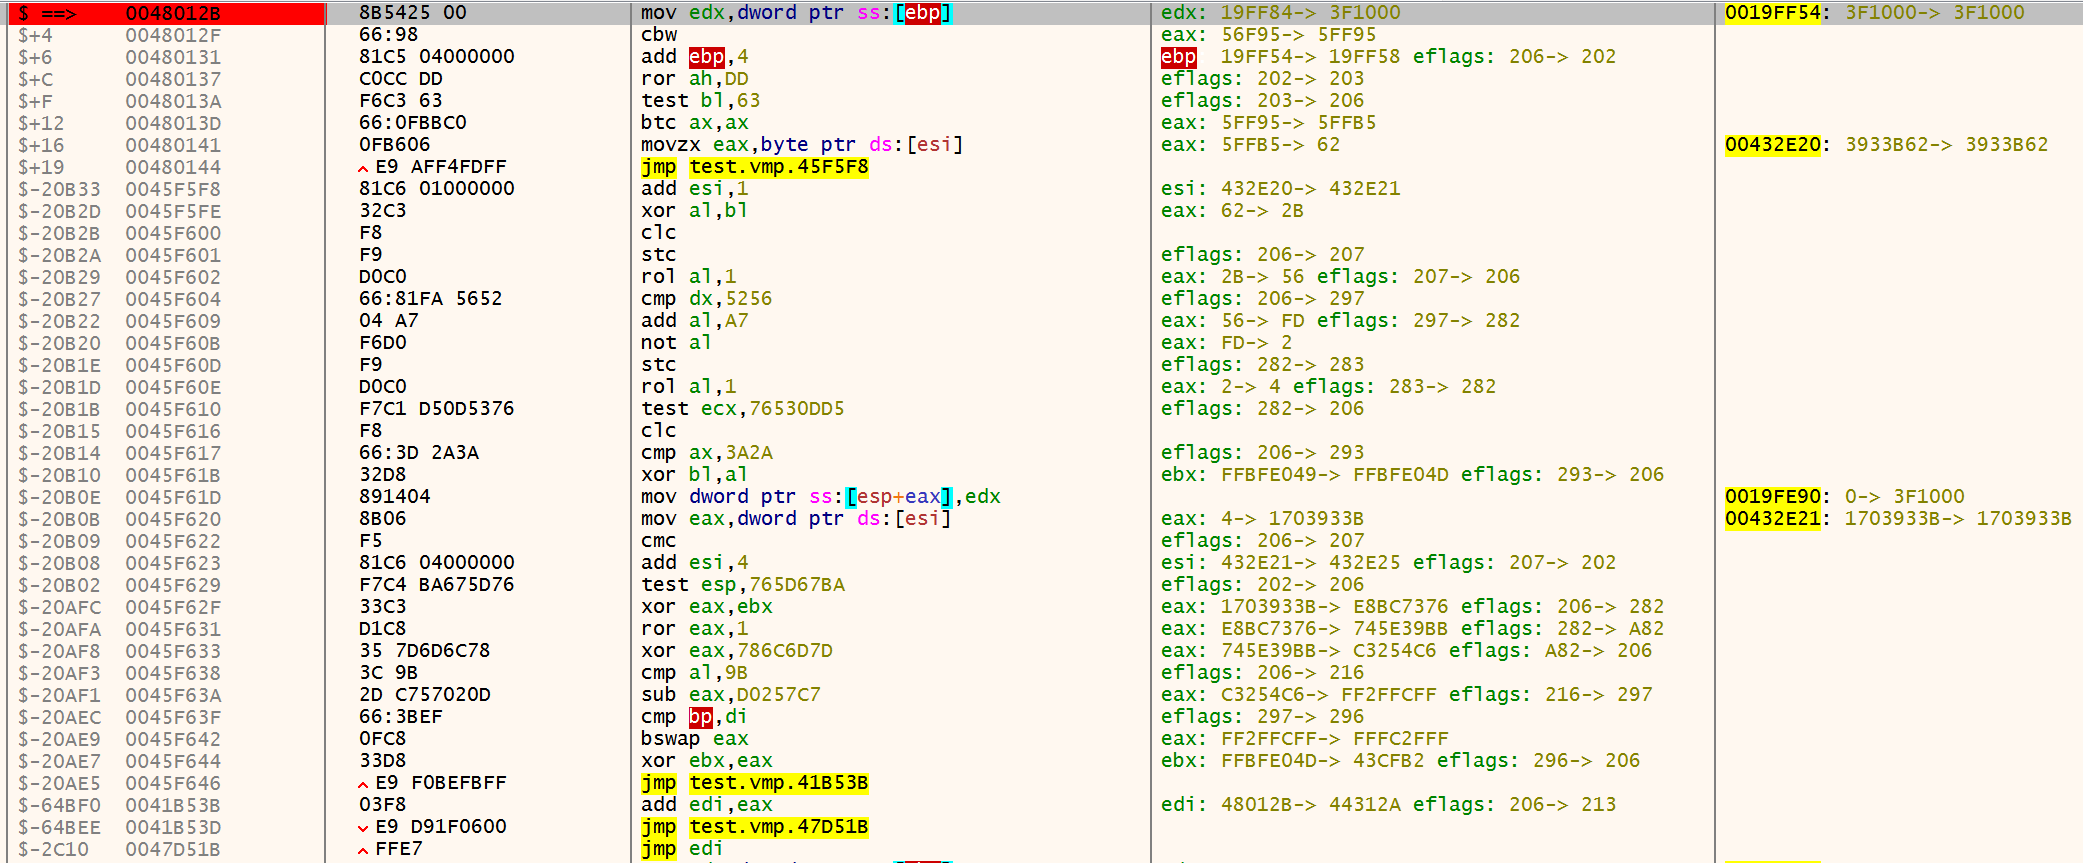 $ ==> 0048012B 8B5425 00 mov edx,dword ptr ss:[ebp] edx: 19FF84-> 3F1000 0019FF54: 3F1000-> 3F1000
$+4 0048012F 66:98 cbw eax: 56F95-> 5FF95
$+6 00480131 81C5 04000000 add ebp,4 ebp 19FF54-> 19FF58 eflags: 206-> 202
$+C 00480137 C0CC DD ror ah,DD eflags: 202-> 203
$+F 0048013A F6C3 63 test bl,63 eflags: 203-> 206
$+12 0048013D 66:0FBBC0 btc ax,ax eax: 5FF95-> 5FFB5
$+16 00480141 0FB606 movzx eax,byte ptr ds:[esi] eax: 5FFB5-> 62 00432E20: 3933B62-> 3933B62
$+19 00480144 ^ E9 AFF4FDFF jmp test.vmp.45F5F8
$-20B33 0045F5F8 81C6 01000000 add esi,1 esi: 432E20-> 432E21
$-20B2D 0045F5FE 32C3 xor al,bl eax: 62-> 2B
$-20B2B 0045F600 F8 clc
$-20B2A 0045F601 F9 stc eflags: 206-> 207
$-20B29 0045F602 D0C0 rol al,1 eax: 2B-> 56 eflags: 207-> 206
$-20B27 0045F604 66:81FA 5652 cmp dx,5256 eflags: 206-> 297
$-20B22 0045F609 04 A7 add al,A7 eax: 56-> FD eflags: 297-> 282
$-20B20 0045F60B F6D0 not al eax: FD-> 2
$-20B1E 0045F60D F9 stc eflags: 282-> 283
$-20B1D 0045F60E D0C0 rol al,1 eax: 2-> 4 eflags: 283-> 282
$-20B1B 0045F610 F7C1 D50D5376 test ecx,76530DD5 eflags: 282-> 206
$-20B15 0045F616 F8 clc
$-20B14 0045F617 66:3D 2A3A cmp ax,3A2A eflags: 206-> 293
$-20B10 0045F61B 32D8 xor bl,al ebx: FFBFE049-> FFBFE04D eflags: 293-> 206
$-20B0E 0045F61D 891404 mov dword ptr ss:[esp+eax],edx 0019FE90: 0-> 3F1000
$-20B0B 0045F620 8B06 mov eax,dword ptr ds:[esi] eax: 4-> 1703933B 00432E21: 1703933B-> 1703933B
$-20B09 0045F622 F5 cmc eflags: 206-> 207
$-20B08 0045F623 81C6 04000000 add esi,4 esi: 432E21-> 432E25 eflags: 207-> 202
$-20B02 0045F629 F7C4 BA675D76 test esp,765D67BA eflags: 202-> 206
$-20AFC 0045F62F 33C3 xor eax,ebx eax: 1703933B-> E8BC7376 eflags: 206-> 282
$-20AFA 0045F631 D1C8 ror eax,1 eax: E8BC7376-> 745E39BB eflags: 282-> A82
$-20AF8 0045F633 35 7D6D6C78 xor eax,786C6D7D eax: 745E39BB-> C3254C6 eflags: A82-> 206
$-20AF3 0045F638 3C 9B cmp al,9B eflags: 206-> 216
$-20AF1 0045F63A 2D C757020D sub eax,D0257C7 eax: C3254C6-> FF2FFCFF eflags: 216-> 297
$-20AEC 0045F63F 66:3BEF cmp bp,di eflags: 297-> 296
$-20AE9 0045F642 0FC8 bswap eax eax: FF2FFCFF-> FFFC2FFF
$-20AE7 0045F644 33D8 xor ebx,eax ebx: FFBFE04D-> 43CFB2 eflags: 296-> 206
$-20AE5 0045F646 ^ E9 F0BEFBFF jmp test.vmp.41B53B
$-64BF0 0041B53B 03F8 add edi,eax edi: 48012B-> 44312A eflags: 206-> 213
$-64BEE 0041B53D v E9 D91F0600 jmp test.vmp.47D51B
$-2C10 0047D51B ^ FFE7 jmp edi